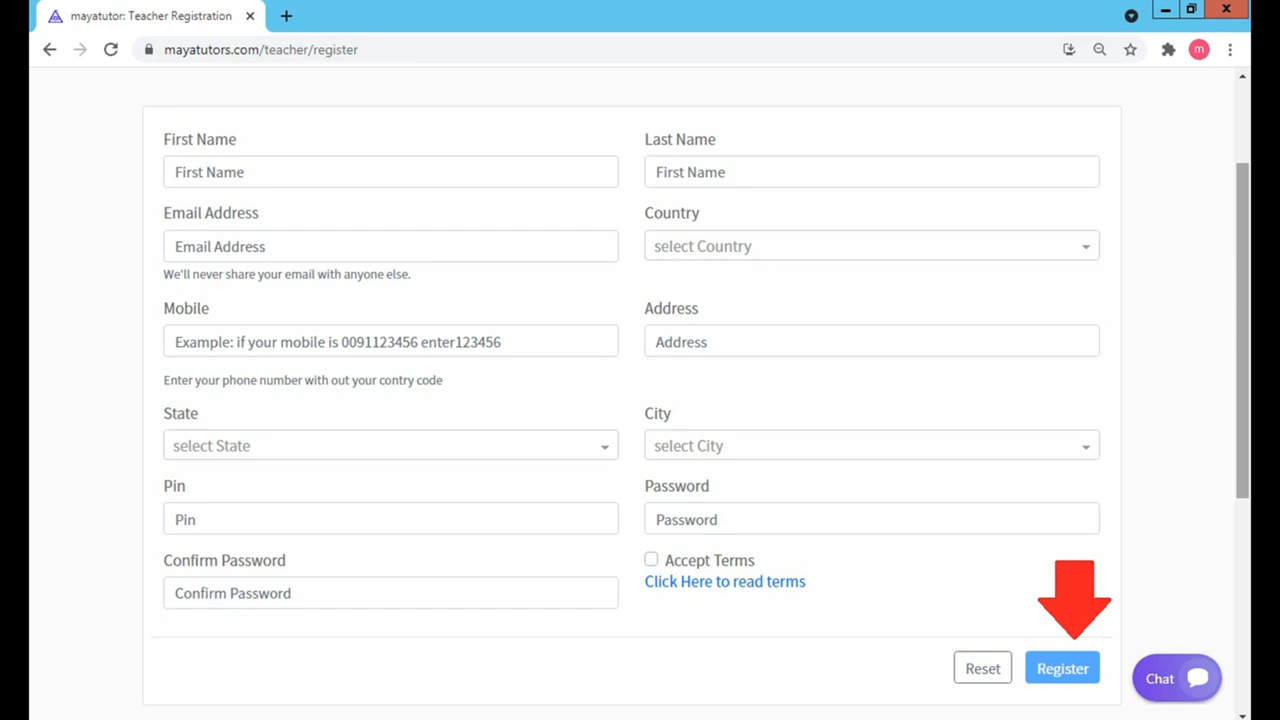 mayatutor: Teacher Registration
mayatutors.com/teacher/register
m
First Name
Last Name
First Name
First Name
Email Address
Country
Email Address
select Country
We'll never share your email with anyone else.
Mobile
Address
Example: if your mobile is 0091123456 enter123456
Address
Enter your phone number with out your contry code
State
City
select State
select City
Pin
Password
Pin
Password
Confirm Password
Accept Terms
Click Here to read terms
Confirm Password
Reset
Register
Chat